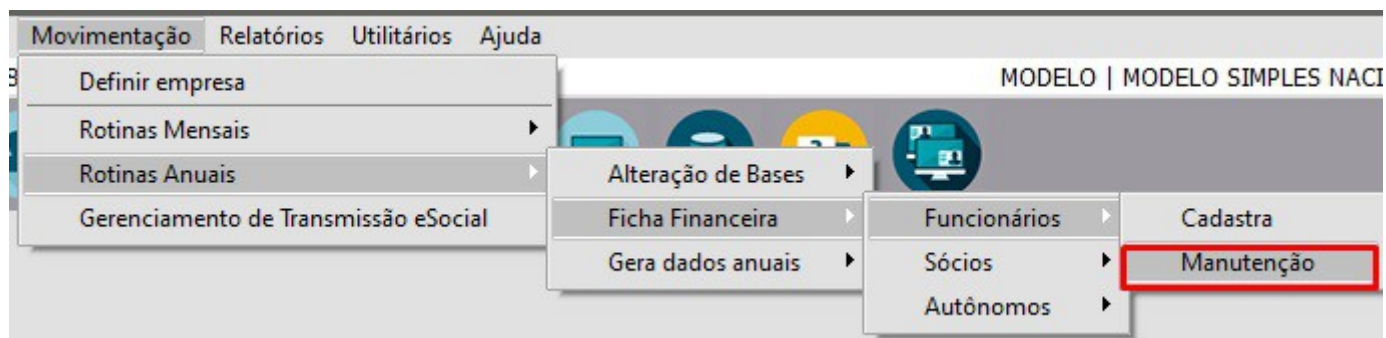 Movimentação Relatórios Utilitários Ajuda
Definir empresa
MODELO | MODELO SIMPLES NACI
Rotinas Mensais
Rotinas Anuais
Gerenciamento de Transmissão eSocial
Alteração de Bases
Ficha Financeira
Gera dados anuais
Funcionários
Sócios
Autônomos
Cadastra
Manutenção